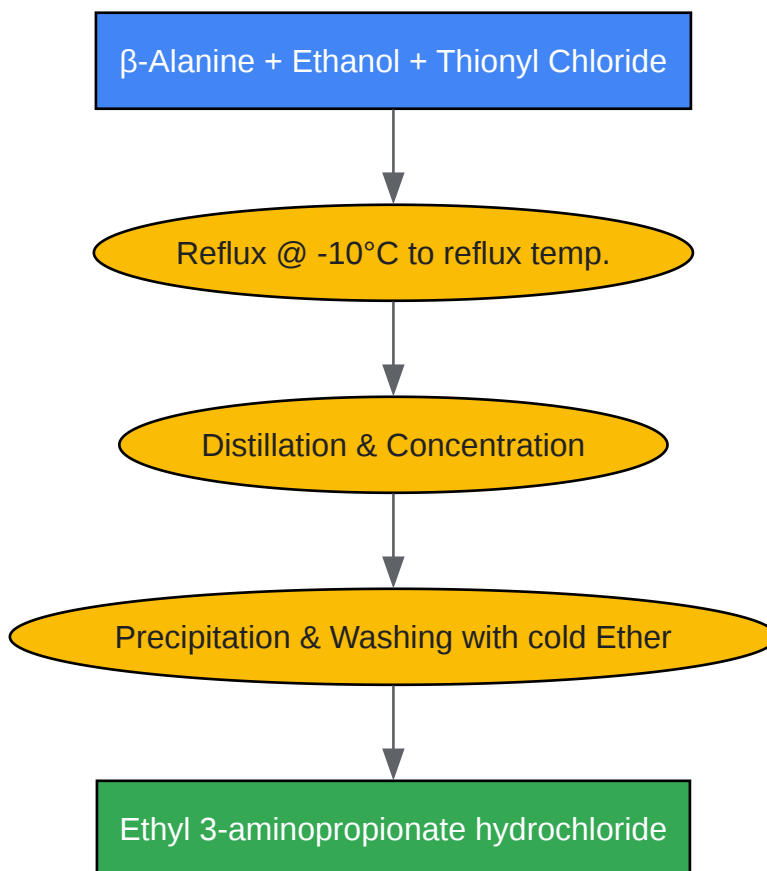 β-Alanine + Ethanol + Thionyl Chloride
Reflux @ -10°C to reflux temp.
Distillation & Concentration
Precipitation & Washing with cold Ether
Ethyl 3-aminopropionate hydrochloride